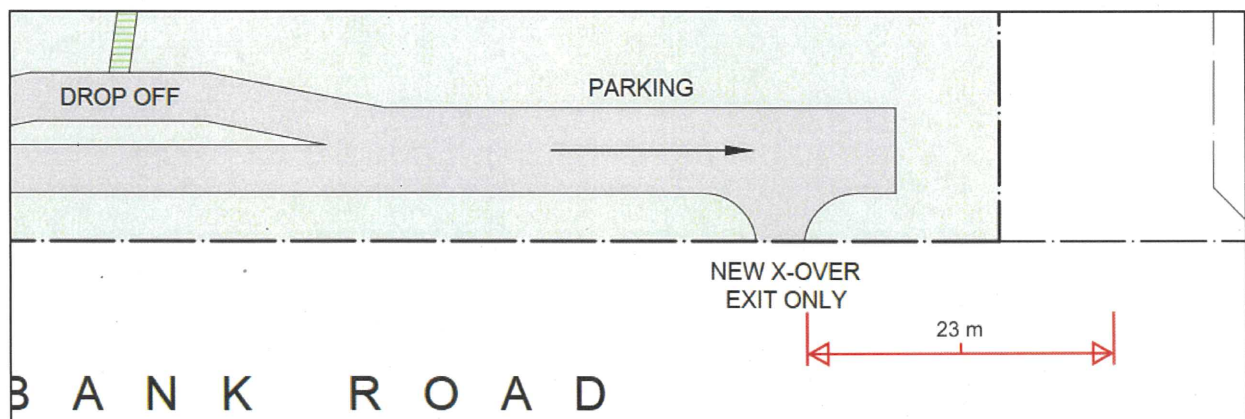 DROP OFF
PARKING
NEW X-OVER
EXIT ONLY
23 m
BANK ROAD